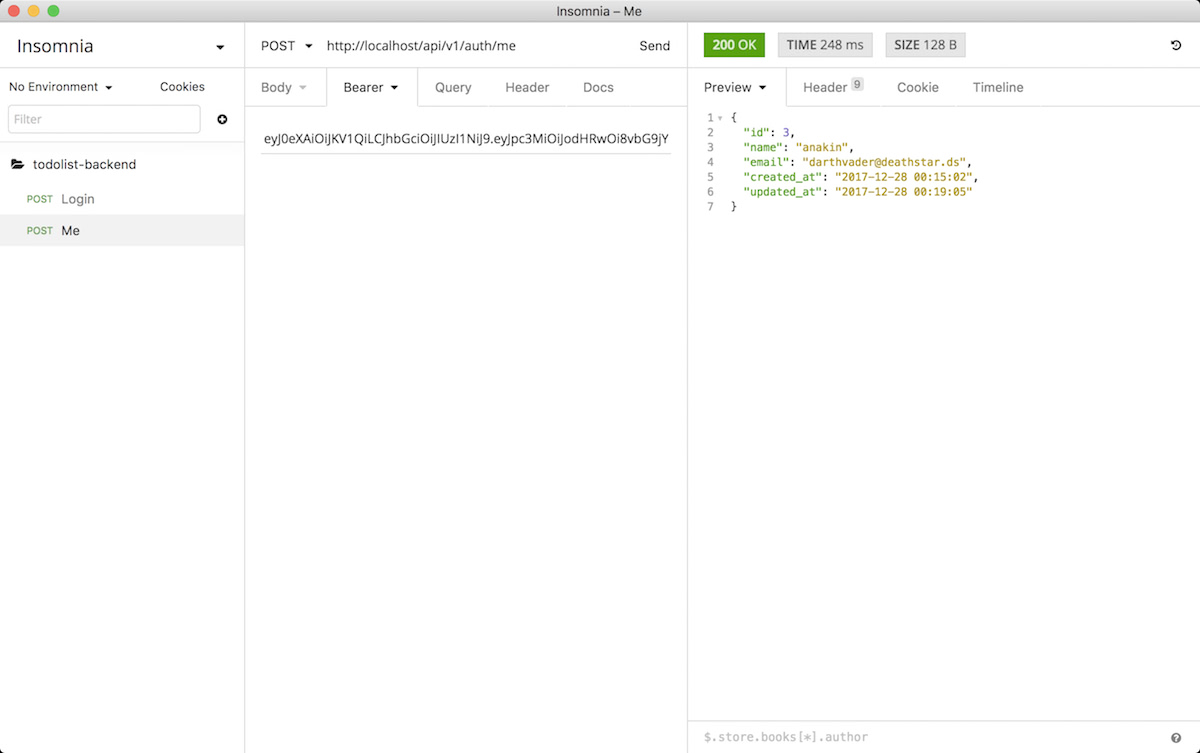 Insomnia – Me
Insomnia
POST http://localhost/api/v1/auth/me Send
200 OK TIME 248 ms SIZE 128 B
No Environment Cookies
Body Bearer Query Header Docs
Preview Header 9 Cookie Timeline
Filter
eyJ0eXAiOiJKV1QiLCJhbGciOiJIUzI1NiJ9.eyJpc3MiOiJodHRwOi8vbG9jY
todolist-backend
POST Login
POST Me
1 {
2 "id": 3,
3 "name": "anakin",
4 "email": "darthvader@deathstar.ds",
5 "created_at": "2017-12-28 00:15:02",
6 "updated_at": "2017-12-28 00:19:05"
7 }
$.store.books[*].author